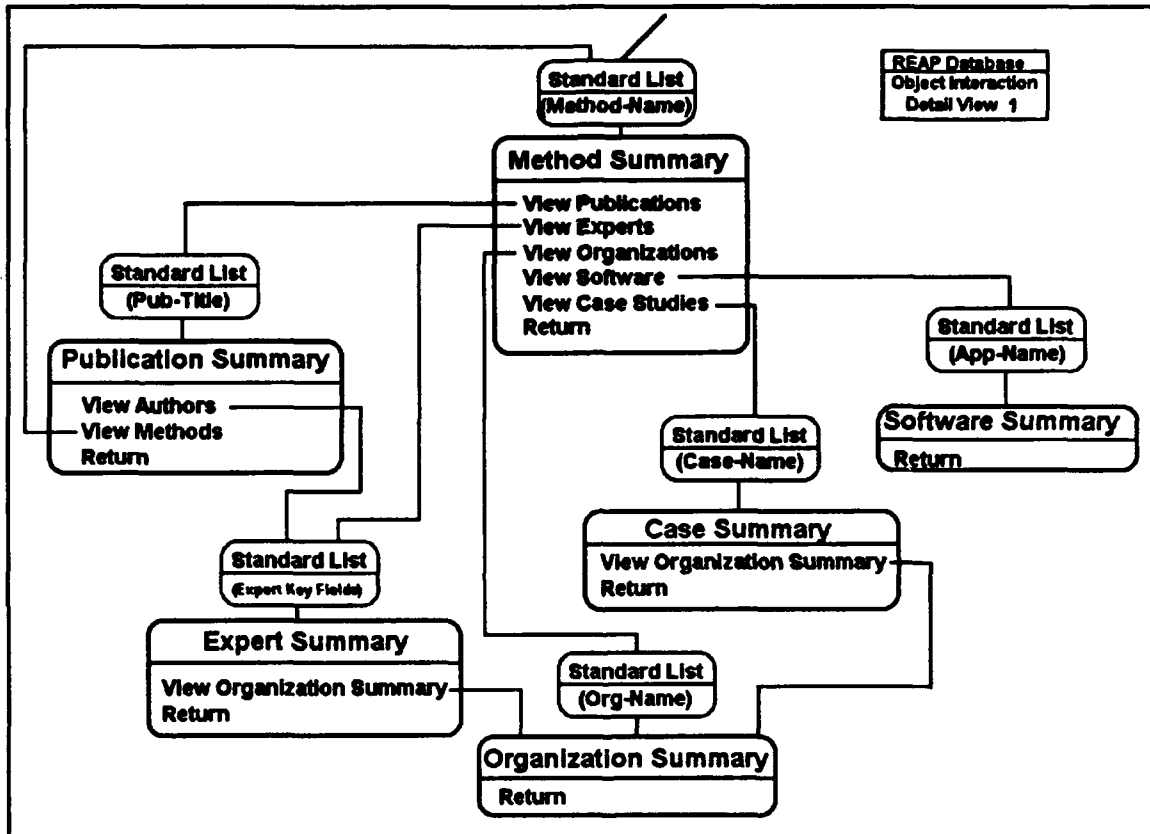 Standard List
(Method-Name)
REAP Database
Object Interaction
Detail View 1
Method Summary
View Publications
View Experts
View Organizations
View Software
View Case Studies
Return
Standard List
(Pub-Title)
Publication Summary
View Authors
View Methods
Return
Standard List
(App-Name)
Software Summary
Return
Standard List
(Case-Name)
Case Summary
View Organization Summary
Return
Standard List
(Expert Key Fields)
Expert Summary
View Organization Summary
Return
Standard List
(Org-Name)
Organization Summary
Return